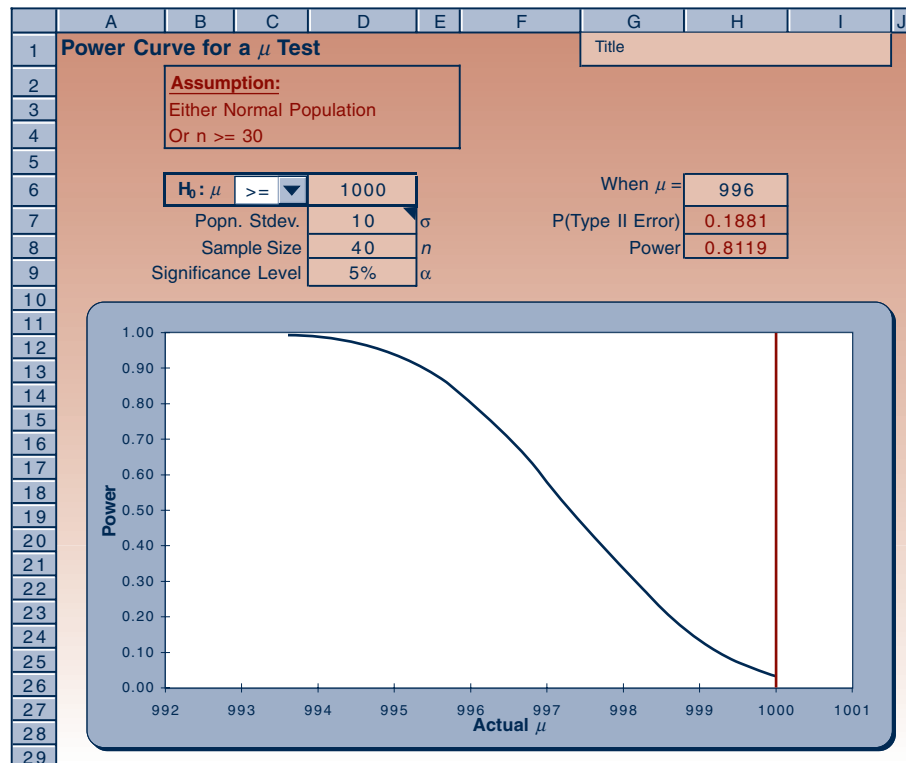 A B C D E F G H I J
1 Power Curve for a μ Test Title
2 Assumption:
3 Either Normal Population
4 Or n >= 30
5
6 H₀: μ >= 1000 When μ = 996
7 Popn. Stdev. 10 σ P(Type II Error) 0.1881
8 Sample Size 40 n Power 0.8119
9 Significance Level 5% α
10
11
12
13
14
15
16
17
18
19
20
21
22
23
24
25
26
27
28
29
1.00
0.90
0.80
0.70
0.60
0.50
0.40
0.30
0.20
0.10
0.00
Power
992 993 994 995 996 997 998 999 1000 1001
Actual μ